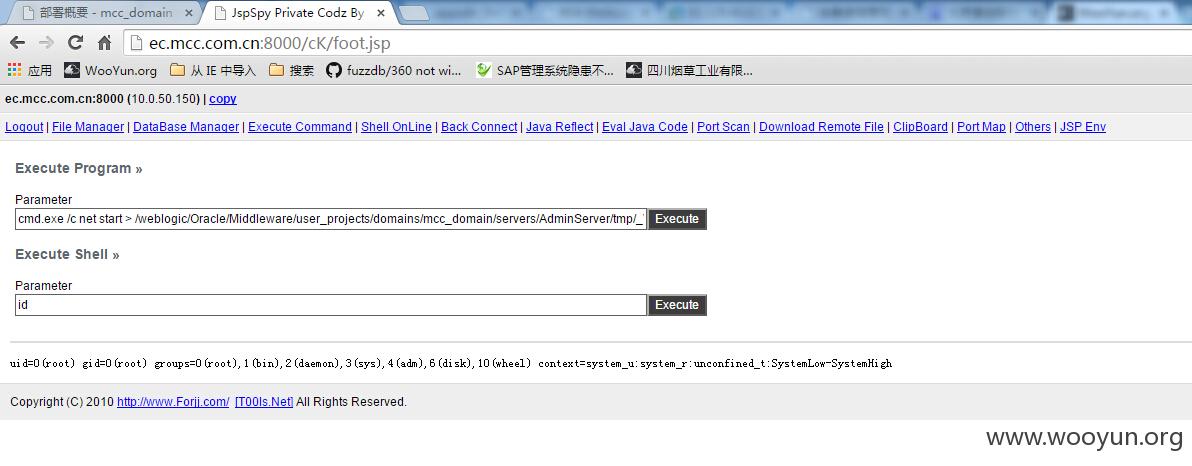 部署概要 - mcc_domain
JspSpy Private Codz By
ec.mcc.com.cn:8000/cK/foot.jsp
应用 WooYun.org 从 IE 中导入 搜索 fuzzdb/360 not wi... SAP管理系统隐患不... 四川烟草工业有限...
ec.mcc.com.cn:8000 (10.0.50.150) | copy
Logout | File Manager | DataBase Manager | Execute Command | Shell OnLine | Back Connect | Java Reflect | Eval Java Code | Port Scan | Download Remote File | ClipBoard | Port Map | Others | JSP Env
Execute Program »
Parameter
cmd.exe /c net start > /weblogic/Oracle/Middleware/user_projects/domains/mcc_domain/servers/AdminServer/tmp/_ Execute
Execute Shell »
Parameter
id Execute
uid=0(root) gid=0(root) groups=0(root),1(bin),2(daemon),3(sys),4(adm),6(disk),10(wheel) context=system_u:system_r:unconfined_t:SystemLow-SystemHigh
Copyright (C) 2010 http://www.Forjj.com/ [T00ls.Net] All Rights Reserved.
www.wooyun.org